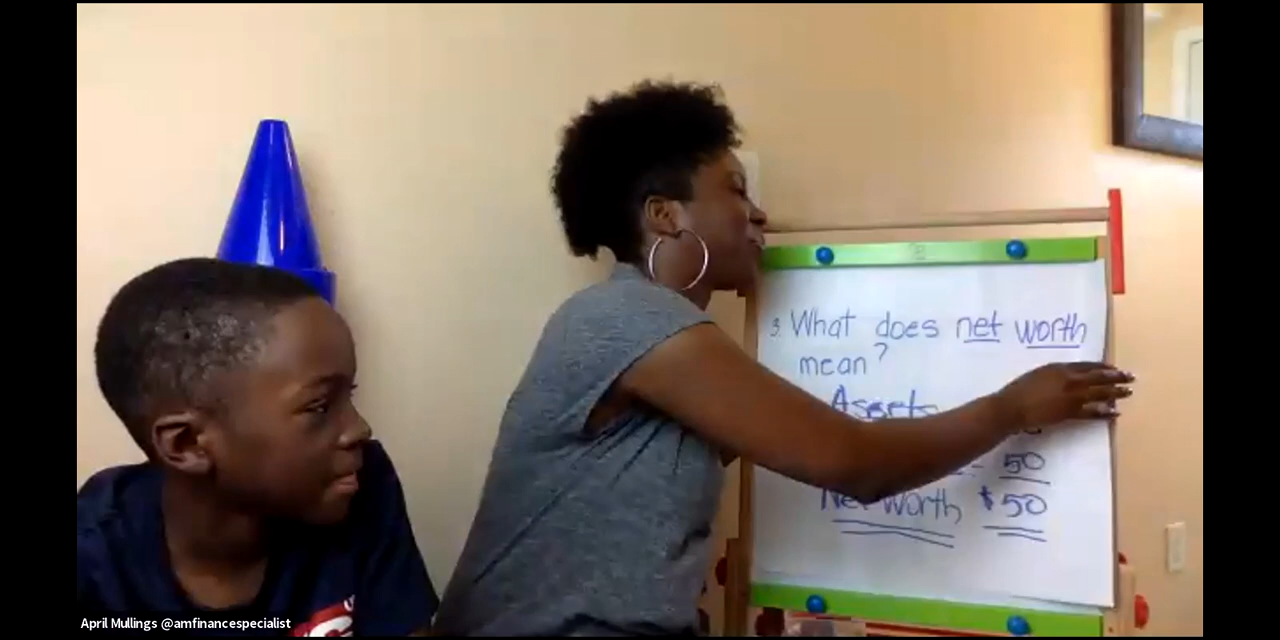 3. What does net worth
mean?
Assets
- 50
Net Worth $50
April Mullings @amfinancespecialist